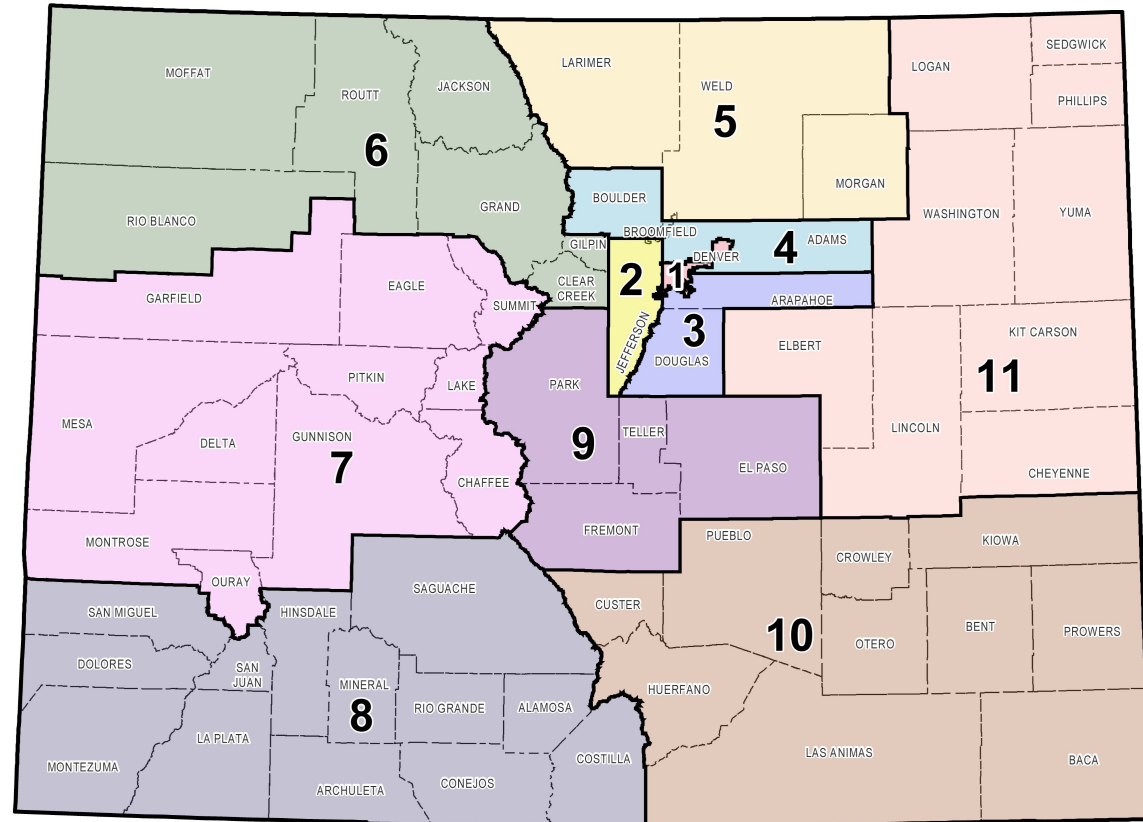 SEDGWICK
LARIMER
LOGAN
MOFFAT
JACKSON
WELD
ROUTT
PHILLIPS
5
6
MORGAN
BOULDER
GRAND
WASHINGTON
YUMA
RIO BLANCO
BROOMFIELD
GILPIN
4
ADAMS
DENVER
1
2
CLEAR
CREEK
EAGLE
GARFIELD
SUMMIT
ARAPAHOE
3
KIT CARSON
JEFFERSON
ELBERT
DOUGLAS
11
PITKIN
LAKE
PARK
MESA
LINCOLN
TELLER
DELTA
GUNNISON
9
7
EL PASO
CHEYENNE
CHAFFEE
FREMONT
PUEBLO
KIOWA
MONTROSE
CROWLEY
OURAY
SAGUACHE
CUSTER
SAN MIGUEL
HINSDALE
BENT
PROWERS
10
OTERO
DOLORES
SAN
JUAN
MINERAL
HUERFANO
RIO GRANDE
ALAMOSA
8
LA PLATA
LAS ANIMAS
COSTILLA
BACA
MONTEZUMA
CONEJOS
ARCHULETA